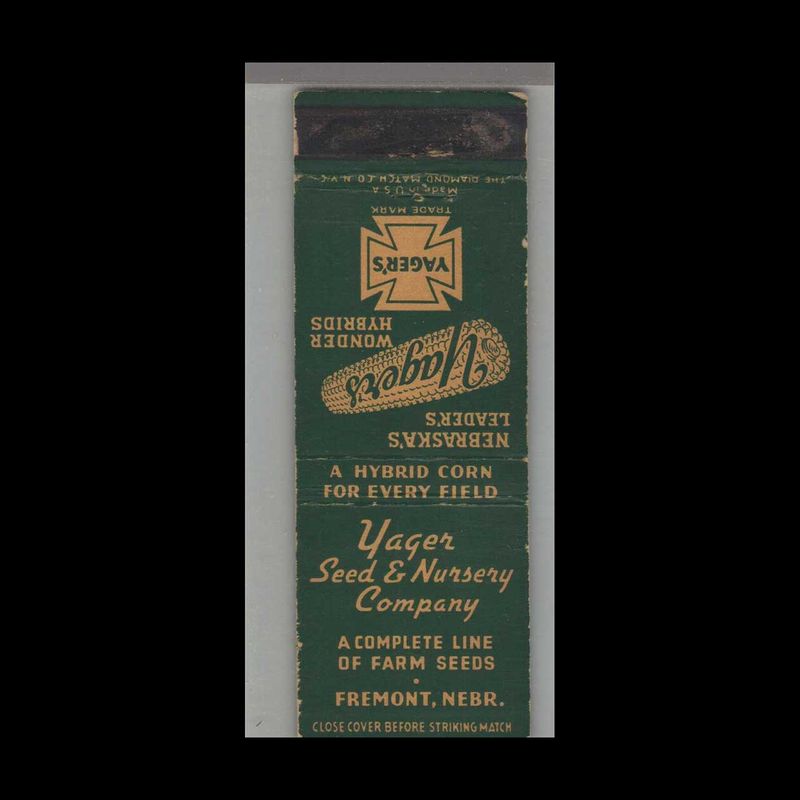 THE DIAMOND MATCH CO. N.Y.C.
Made in U.S.A
TRADE MARK
YAGER'S
NEBRASKA'S
LEADER'S
Yager's
WONDER
HYBRIDS
A HYBRID CORN
FOR EVERY FIELD
Yager
Seed & Nursery
Company
A COMPLETE LINE
OF FARM SEEDS
•
FREMONT, NEBR.
CLOSE COVER BEFORE STRIKING MATCH